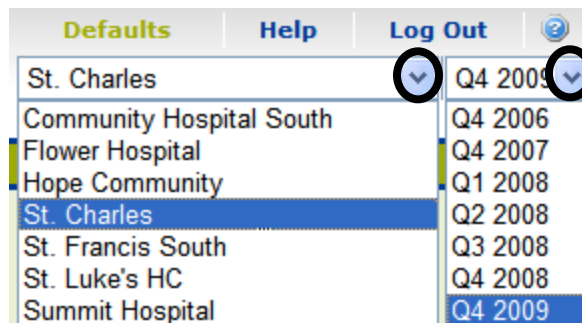 Defaults Help Log Out
St. Charles Q4 2009
Community Hospital South Q4 2006
Flower Hospital Q4 2007
Hope Community Q1 2008
St. Charles Q2 2008
St. Francis South Q3 2008
St. Luke's HC Q4 2008
Summit Hospital Q4 2009